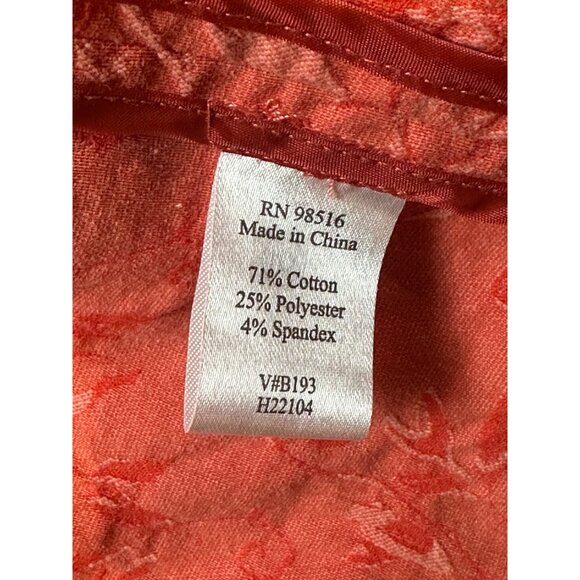 RN 98516
Made in China
71% Cotton
25% Polyester
4% Spandex
V#B193
H22104